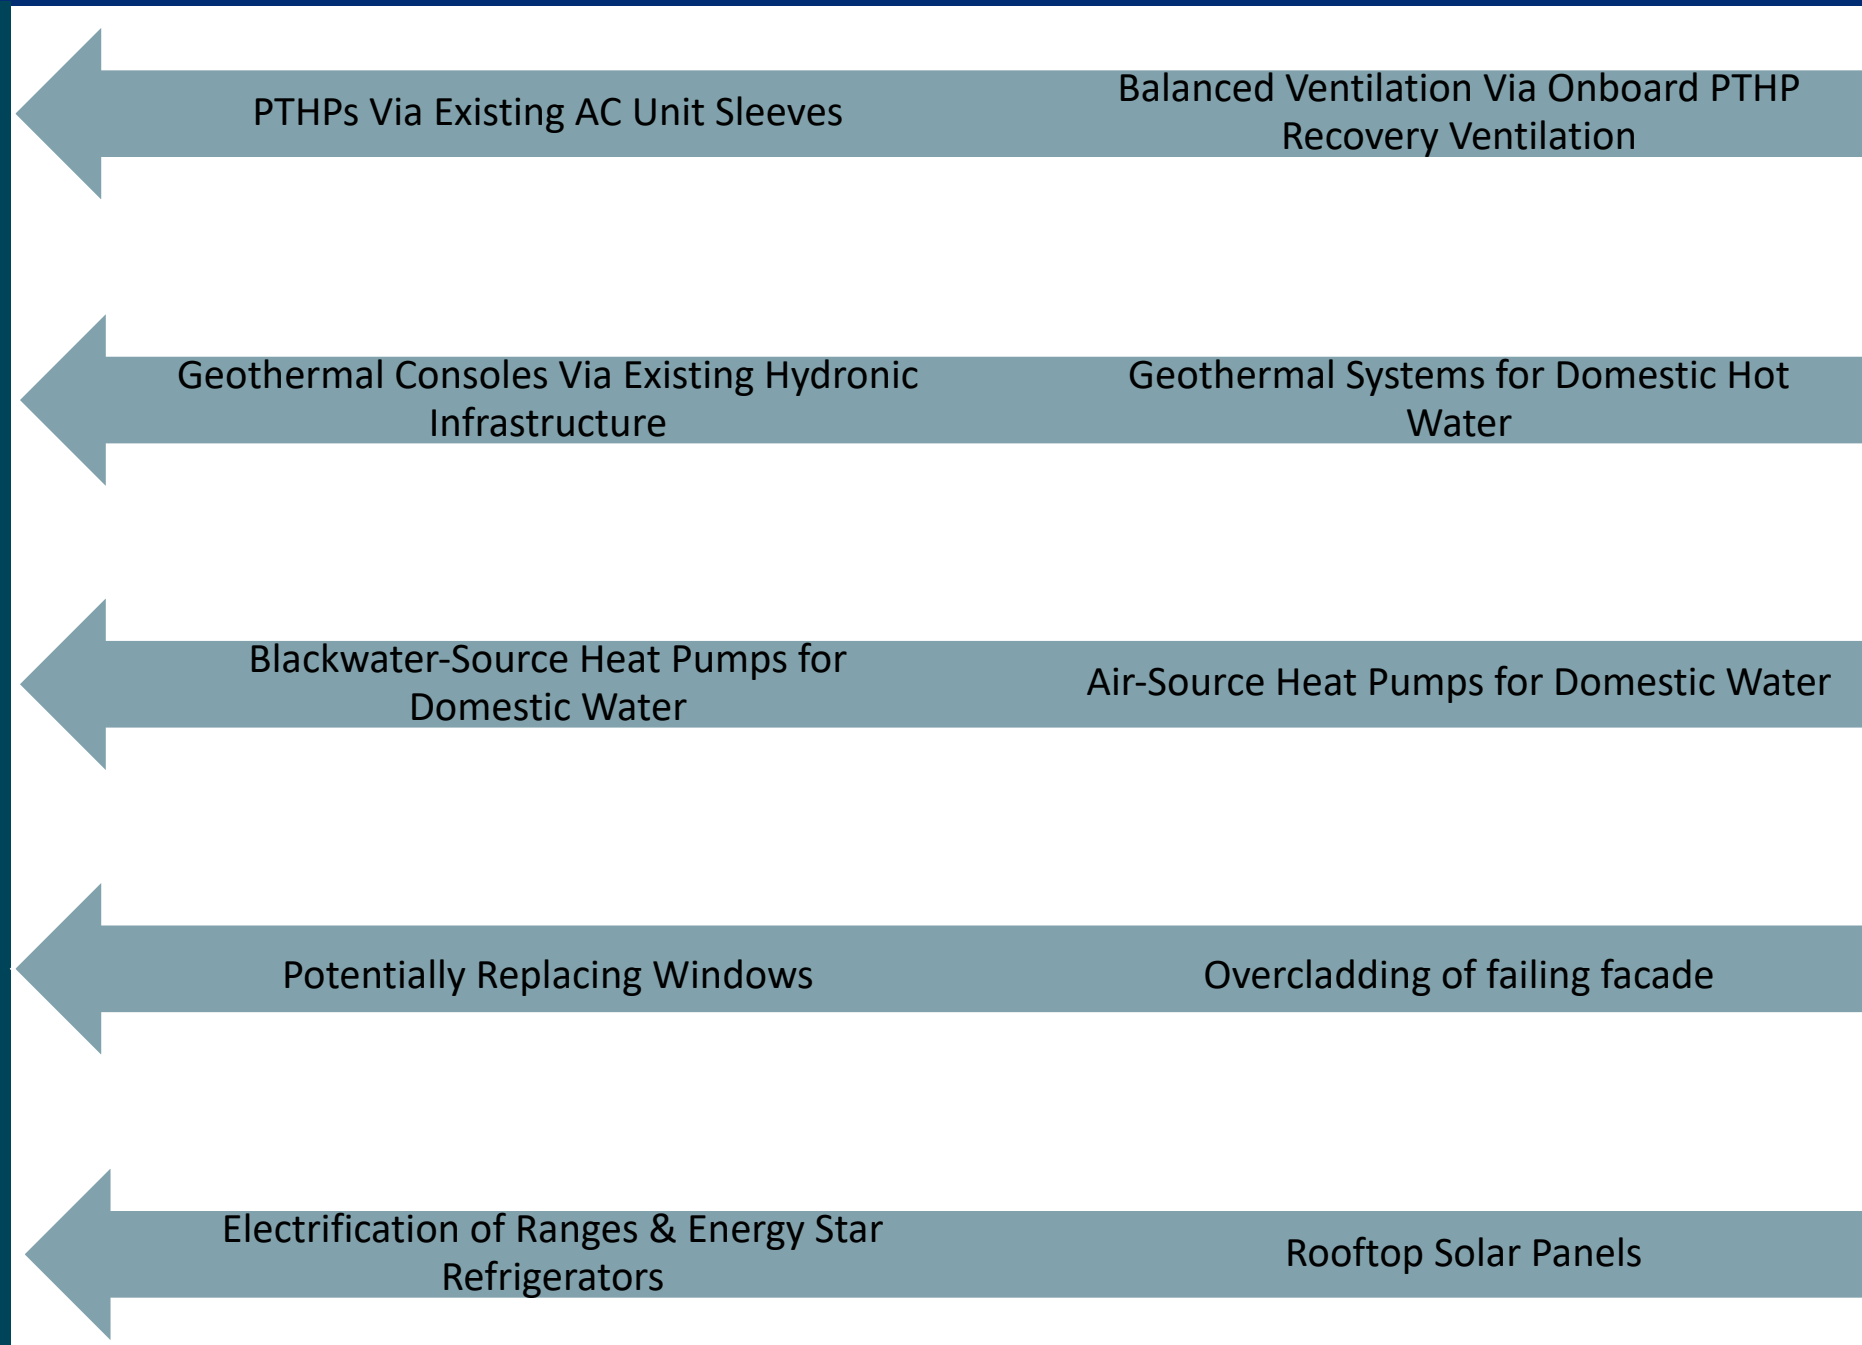 PTHPs Via Existing AC Unit Sleeves
Balanced Ventilation Via Onboard PTHP
Recovery Ventilation
Geothermal Consoles Via Existing Hydronic
Infrastructure
Geothermal Systems for Domestic Hot
Water
Blackwater-Source Heat Pumps for
Domestic Water
Air-Source Heat Pumps for Domestic Water
Potentially Replacing Windows
Overcladding of failing facade
Electrification of Ranges & Energy Star
Refrigerators
Rooftop Solar Panels